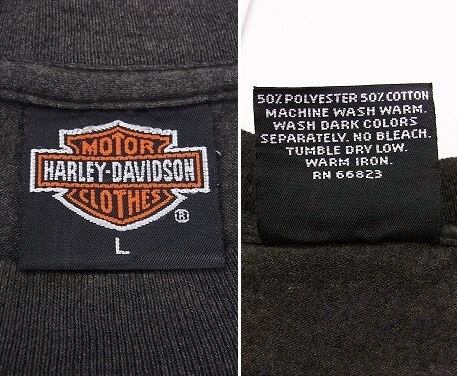 MOTOR
HARLEY-DAVIDSON
CLOTHES
®
L
50% POLYESTER 50% COTTON
MACHINE WASH WARM.
WASH DARK COLORS
SEPARATELY. NO BLEACH.
TUMBLE DRY LOW.
WARM IRON.
RN 66823